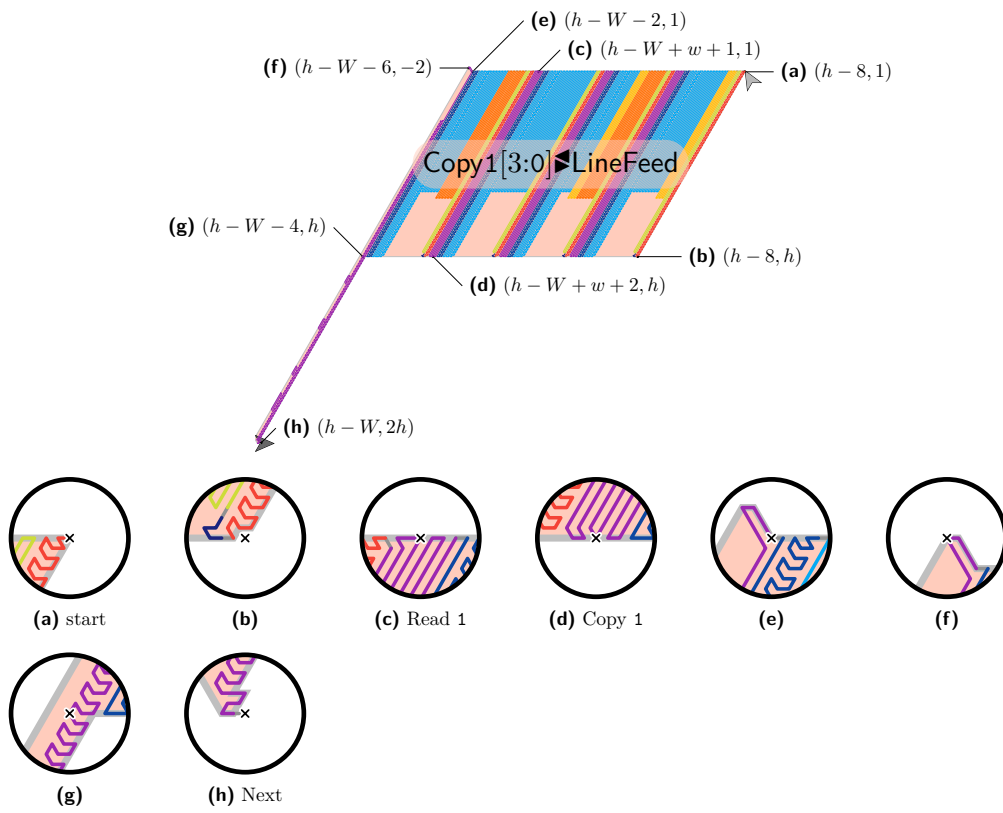 (e) (h − W − 2, 1)
(c) (h − W + w + 1, 1)
(f) (h − W − 6, −2)
(a) (h − 8, 1)
Copy1[3:0]LineFeed
(g) (h − W − 4, h)
(b) (h − 8, h)
(d) (h − W + w + 2, h)
(h) (h − W, 2h)
(a) start
(b)
(c) Read 1
(d) Copy 1
(e)
(f)
(g)
(h) Next